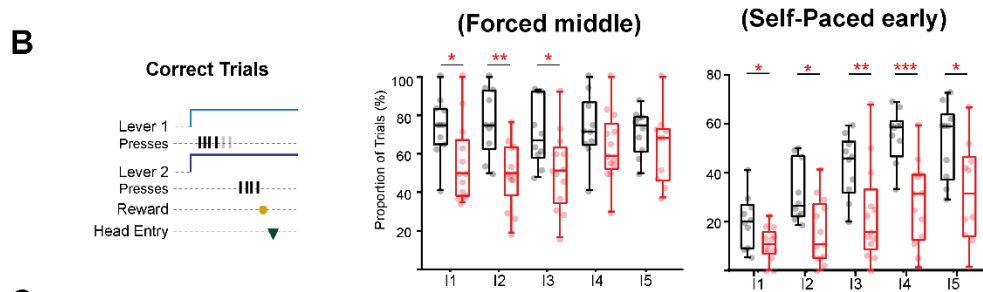 B
Correct Trials
Lever 1
Presses
Lever 2
Presses
Reward
Head Entry
(Forced middle)
* ** *
Proportion of Trials (%)
100
80
60
40
20
I1 I2 I3 I4 I5
(Self-Paced early)
* * ** *** *
80
60
40
20
I1 I2 I3 I4 I5